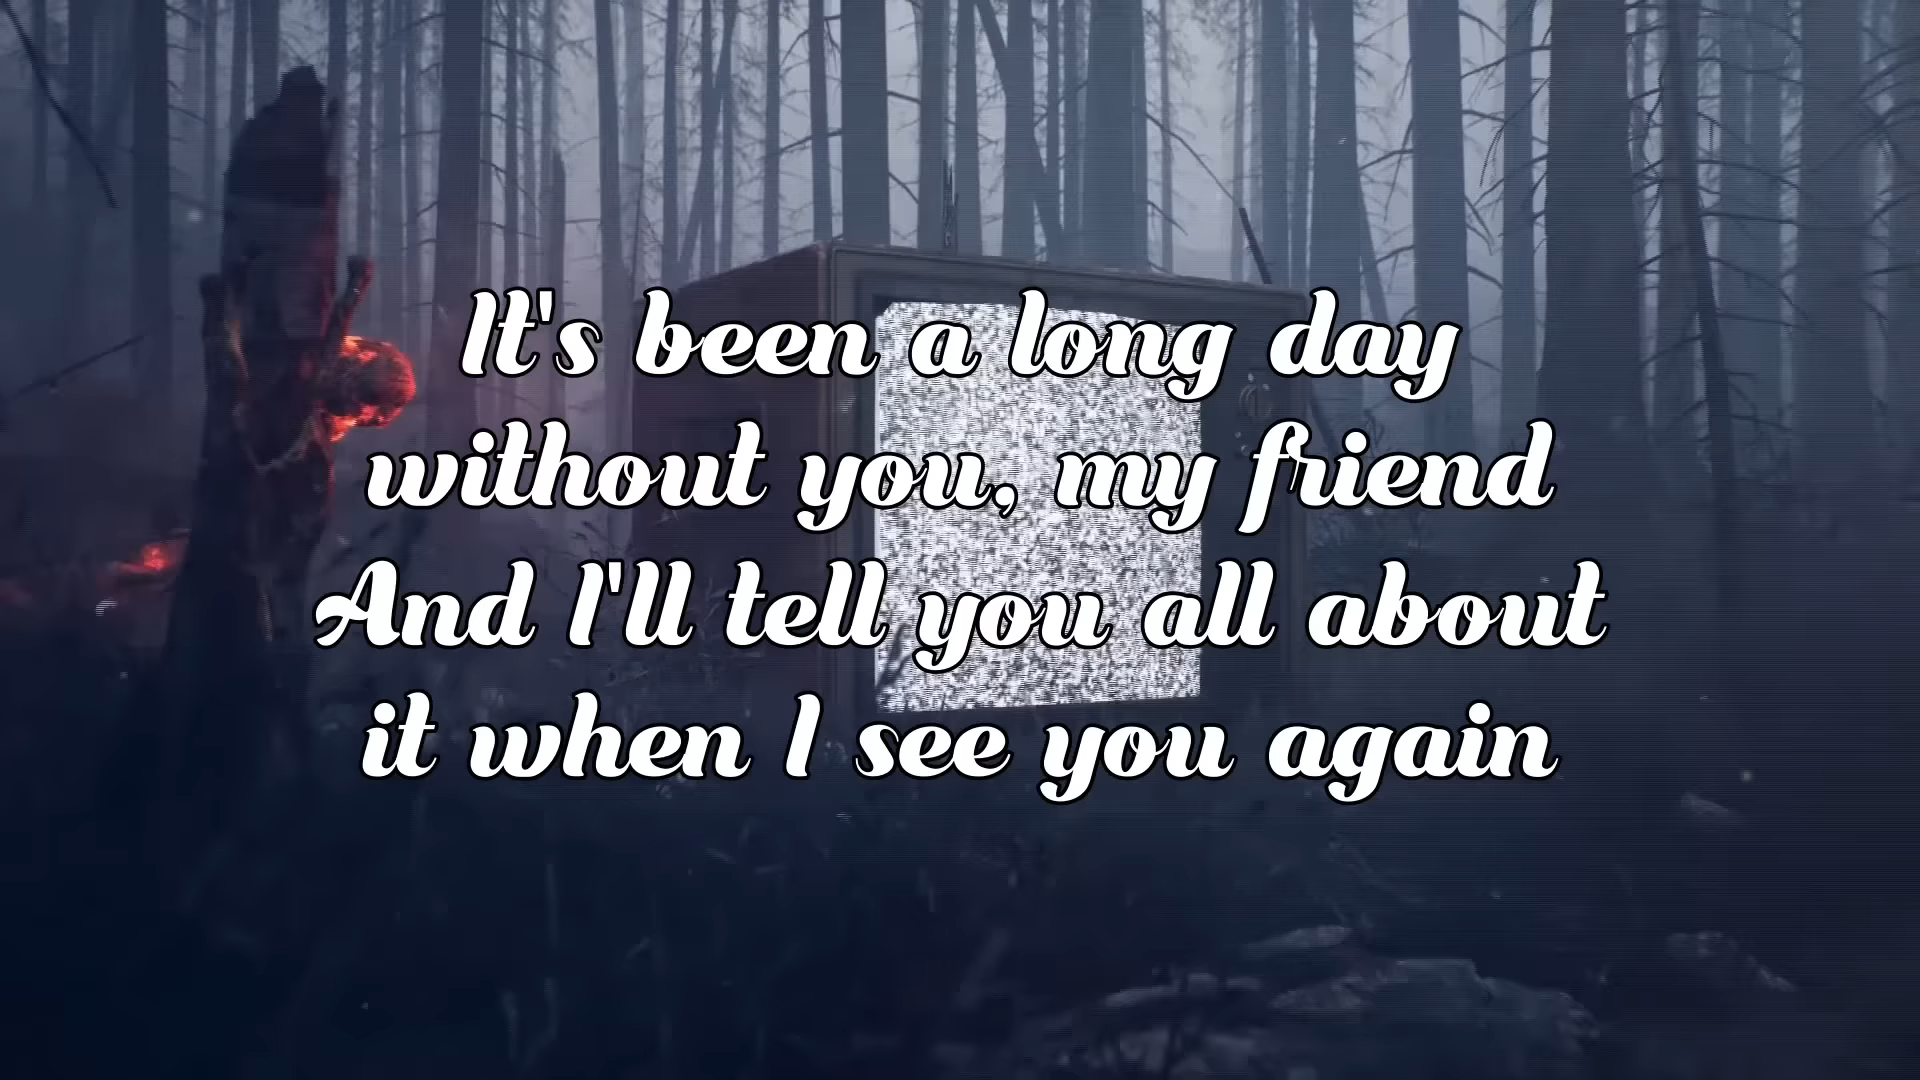 It's been a long day
without you, my friend
And I'll tell you all about
it when I see you again